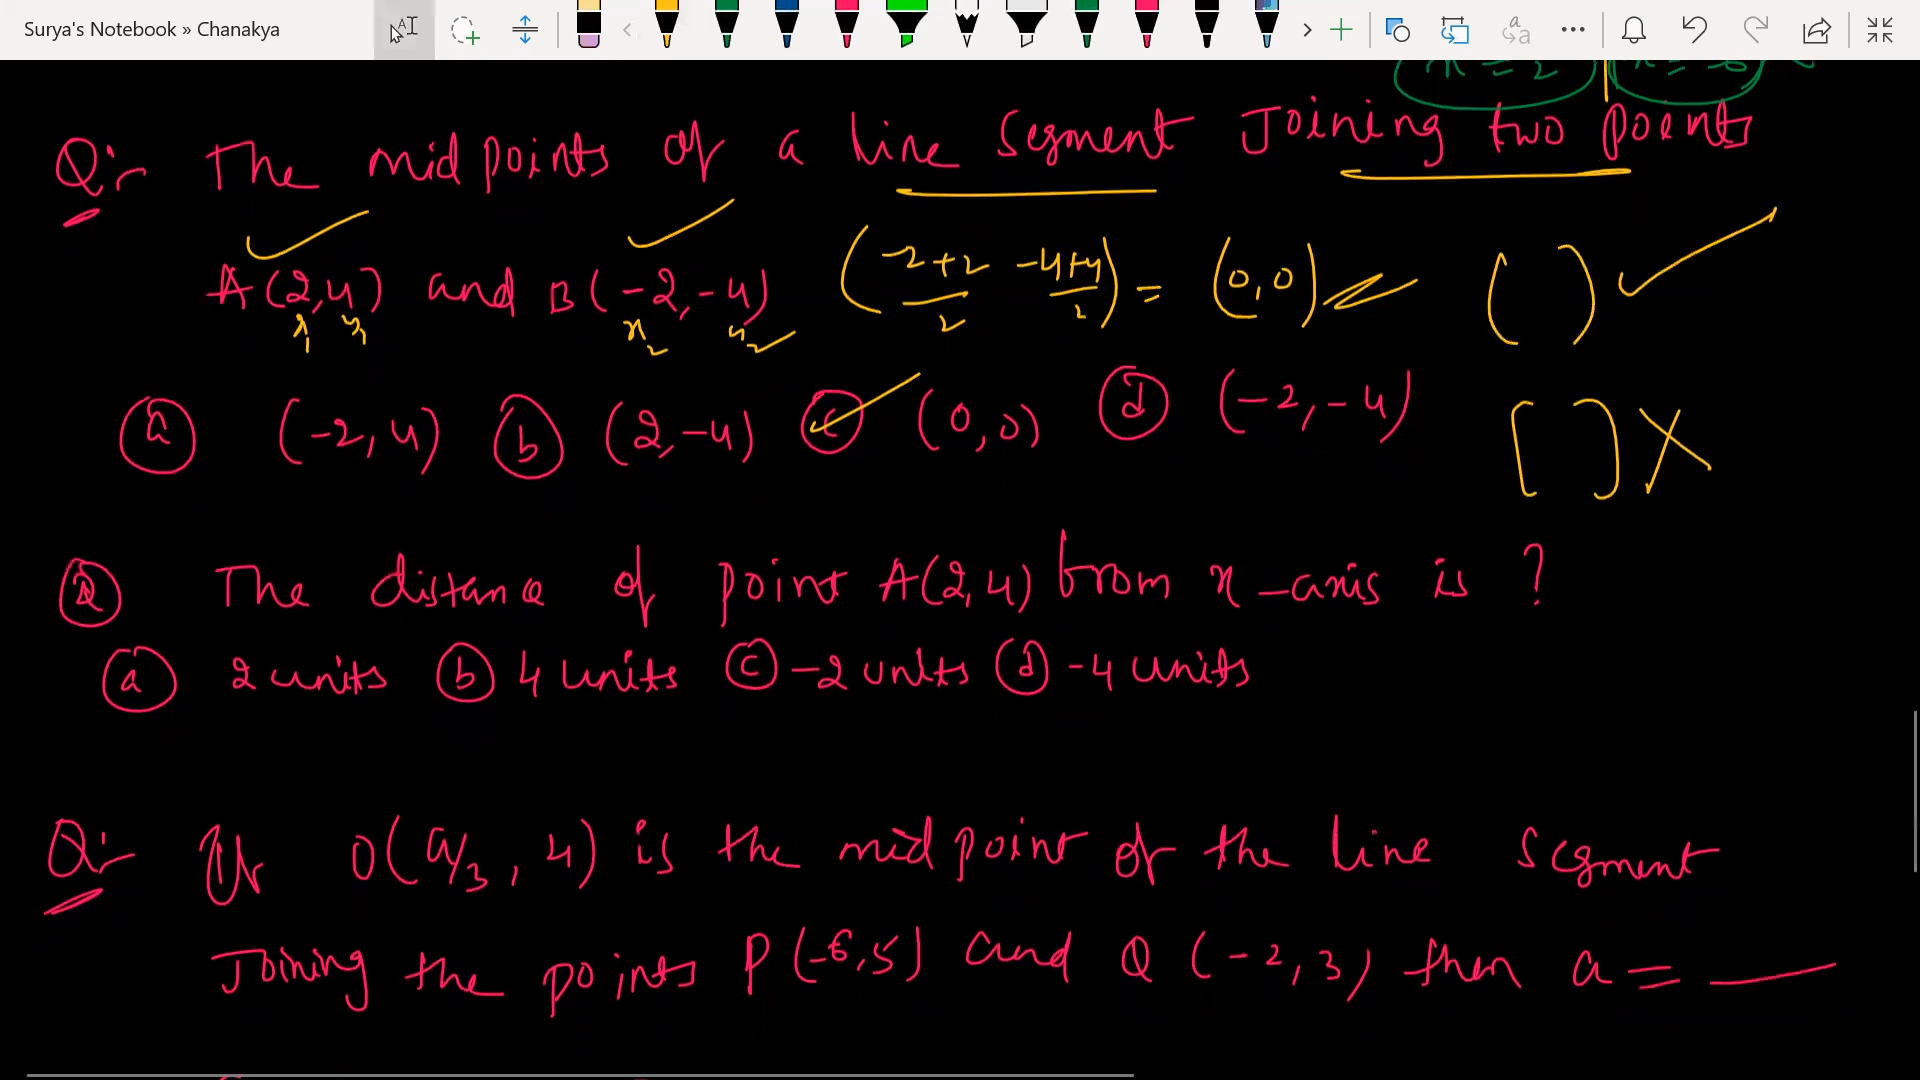 Surya's Notebook » Chanakya
x = 2
Q:- The midpoints of a line segment Joining two points
A(2,4) and B(-2,-4) (-2+2/2 -4+4/2) = (0,0) ( ) ✓
x₁ y₁ x₂ y₂
ⓐ (-2,4) ⓑ (2,-4) ⓒ (0,0) ⓓ (-2,-4) [ ] X
Q The distance of point A(2,4) from x-axis is ?
ⓐ 2 units ⓑ 4 units ⓒ -2 units ⓓ -4 units
Q:- If O(a/3, 4) is the mid point of the line segment
Joining the points P(-6,5) and Q (-2,3) then a = ___